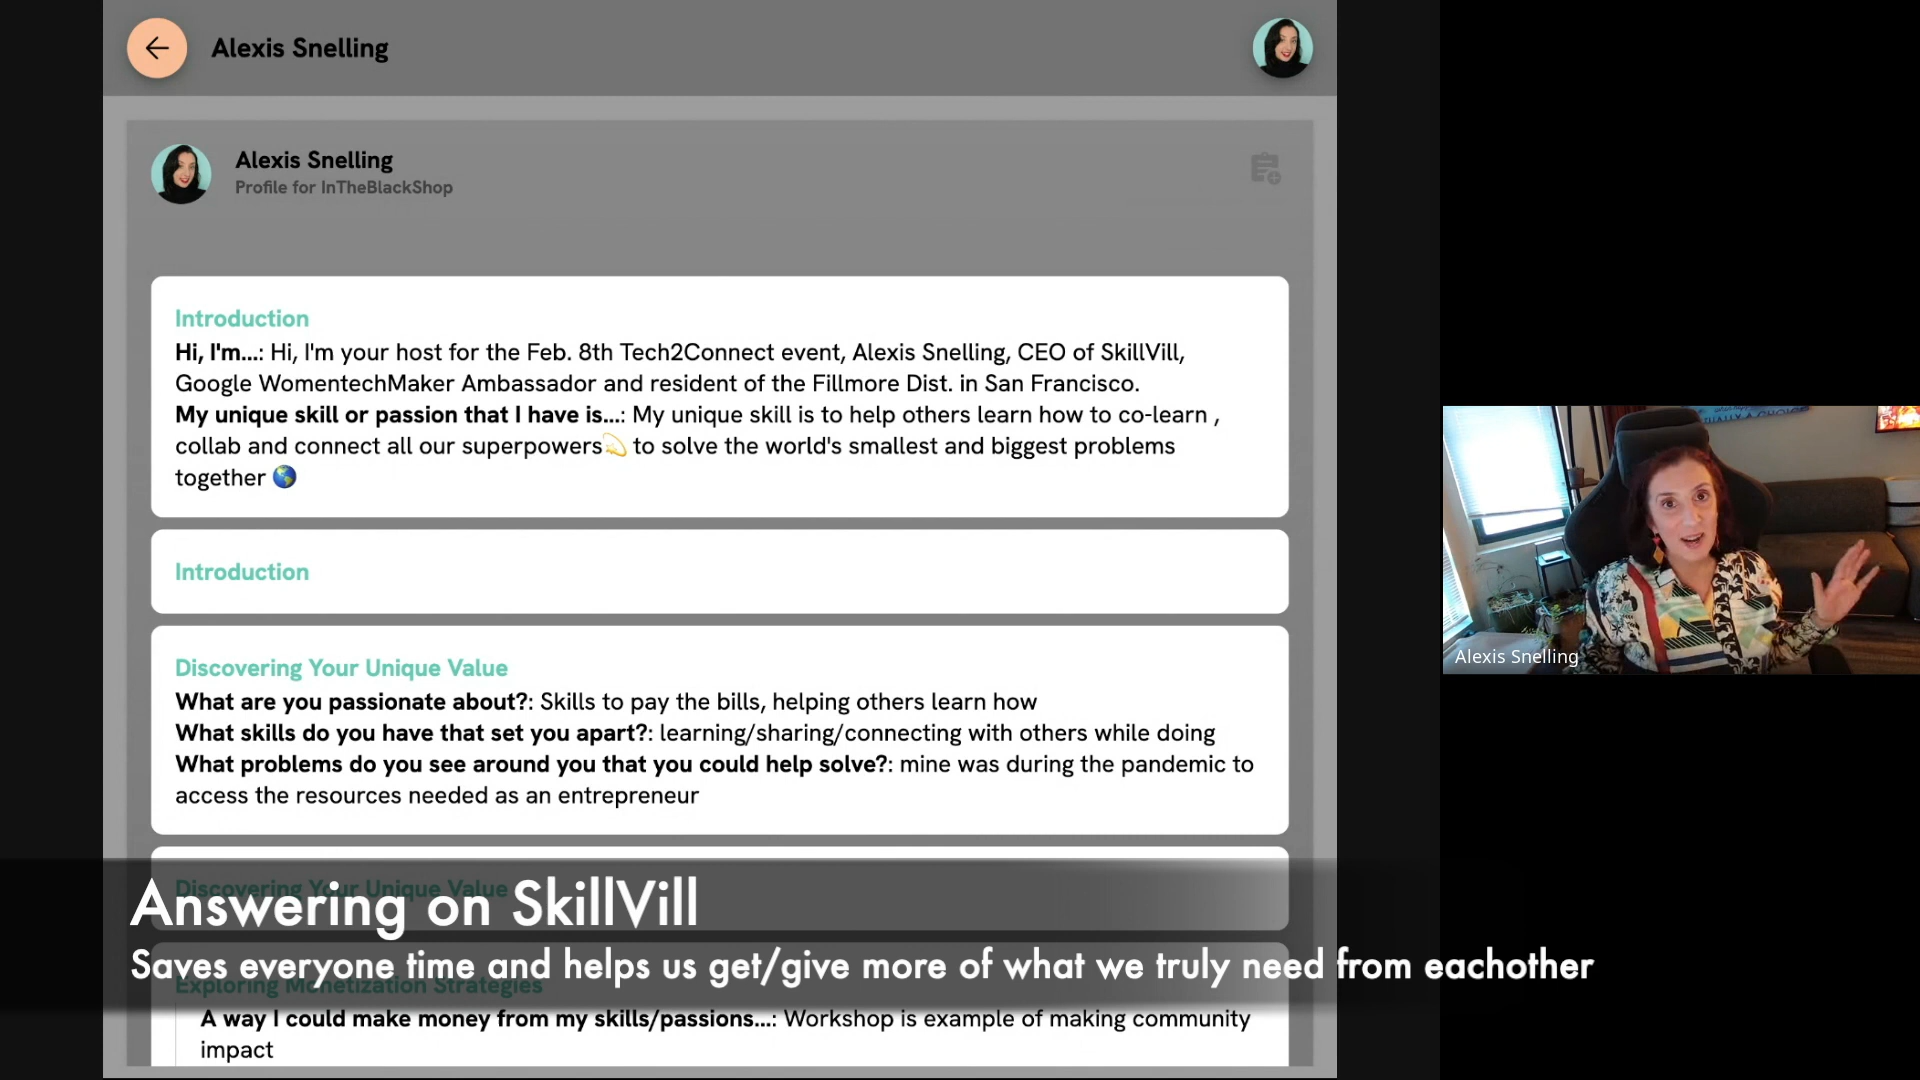 Alexis Snelling
Alexis Snelling
Profile for InTheBlackShop
Introduction
Hi, I'm...: Hi, I'm your host for the Feb. 8th Tech2Connect event, Alexis Snelling, CEO of SkillVill,
Google WomentechMaker Ambassador and resident of the Fillmore Dist. in San Francisco.
My unique skill or passion that I have is...: My unique skill is to help others learn how to co-learn ,
collab and connect all our superpowers💫 to solve the world's smallest and biggest problems
together 🌎
Introduction
Discovering Your Unique Value
What are you passionate about?: Skills to pay the bills, helping others learn how
What skills do you have that set you apart?: learning/sharing/connecting with others while doing
What problems do you see around you that you could help solve?: mine was during the pandemic to
access the resources needed as an entrepreneur
Discovering Your Unique Value
Answering on SkillVill
Saves everyone time and helps us get/give more of what we truly need from eachother
Exploring Monetization Strategies
A way I could make money from my skills/passions...: Workshop is example of making community
impact
Alexis Snelling